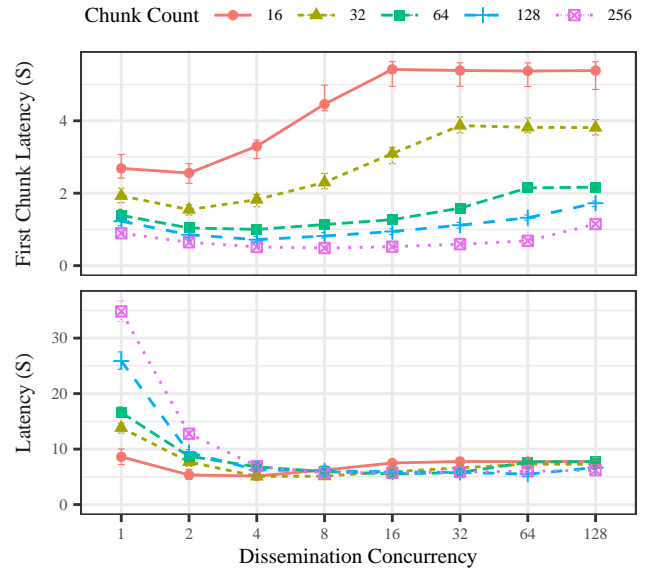 Chunk Count 16 32 64 128 256
First Chunk Latency (S)
4
2
0
Latency (S)
30
20
10
0
1 2 4 8 16 32 64 128
Dissemination Concurrency